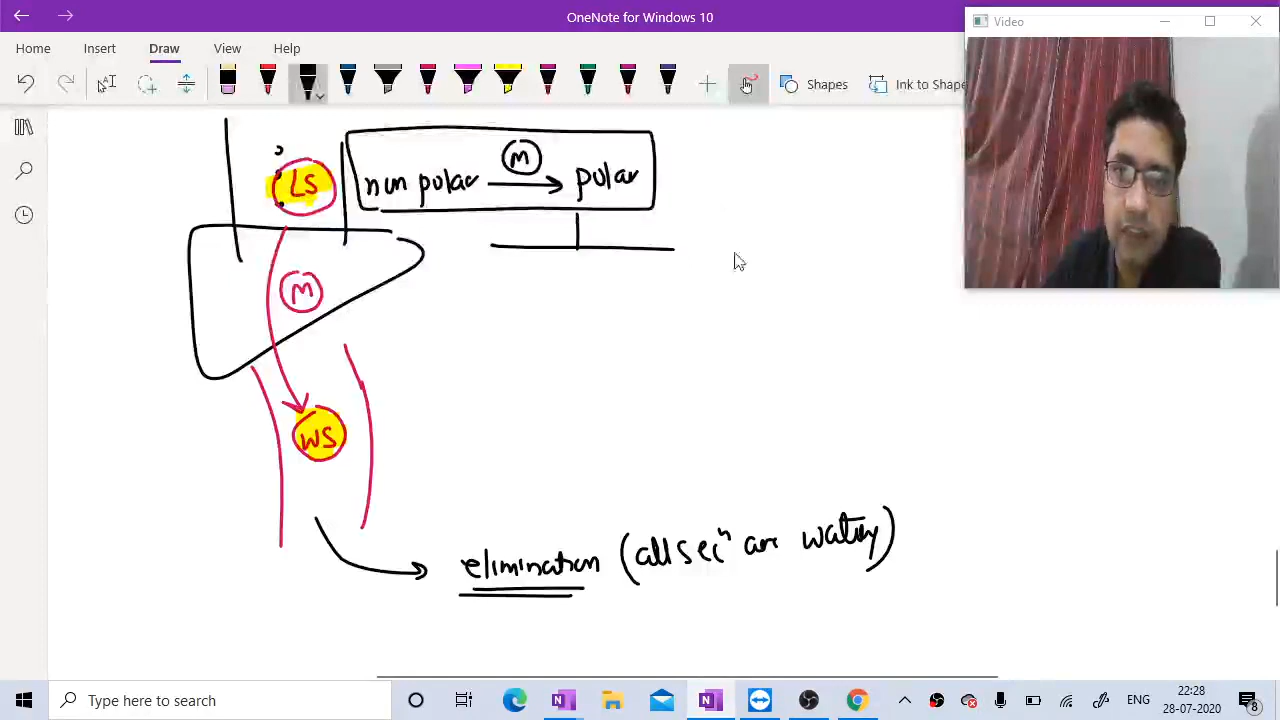 OneNote for Windows 10
Video
Home Insert Draw View Help
Shapes Ink to Shape
LS
non polar M polar
M
WS
elimination (all secⁿ are watery)
Type here to search
ENG
22:28
28-07-2020
8